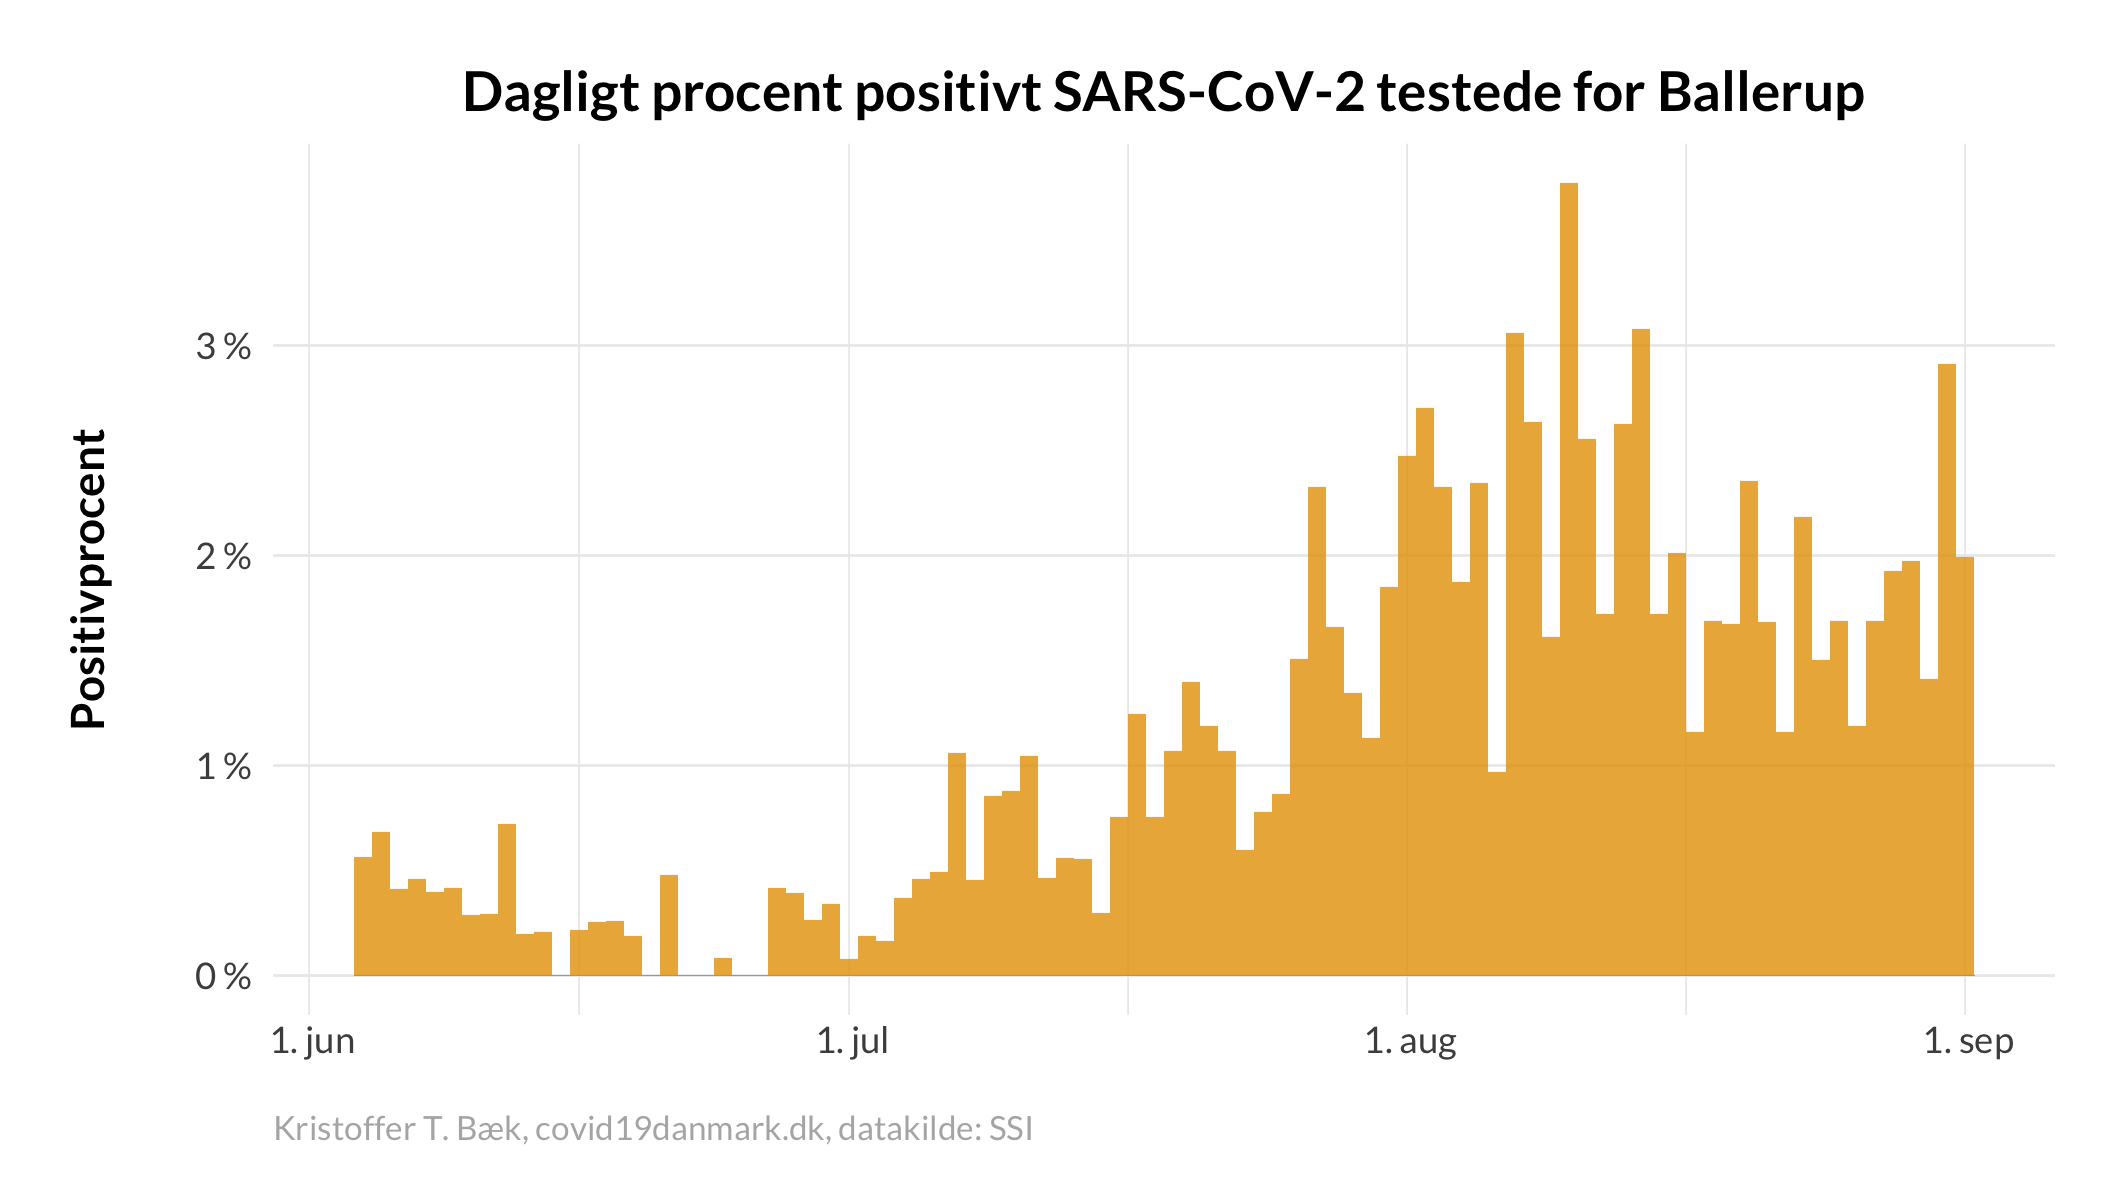 Dagligt procent positivt SARS-CoV-2 testede for Ballerup
Positivprocent
3 %
2 %
1 %
0 %
1. jun
1. jul
1. aug
1. sep
Kristoffer T. Bæk, covid19danmark.dk, datakilde: SSI